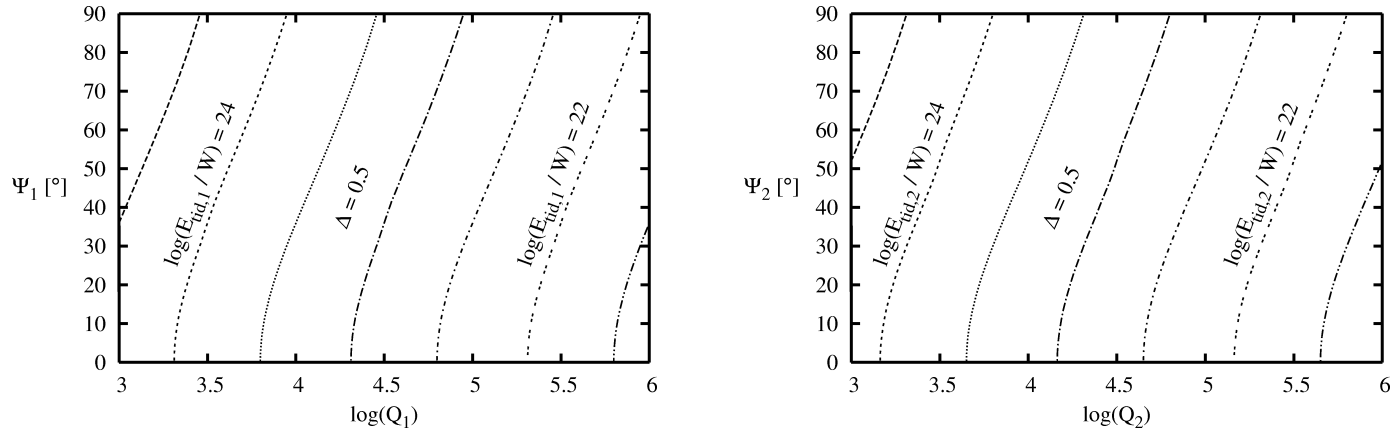 90
80
70
60
50
40
30
20
10
0
Ψ1 [°]
log(Etid,1 / W) = 24
Δ = 0.5
log(Etid,1 / W) = 22
3 3.5 4 4.5 5 5.5 6
log(Q1)
90
80
70
60
50
40
30
20
10
0
Ψ2 [°]
log(Etid,2 / W) = 24
Δ = 0.5
log(Etid,2 / W) = 22
3 3.5 4 4.5 5 5.5 6
log(Q2)